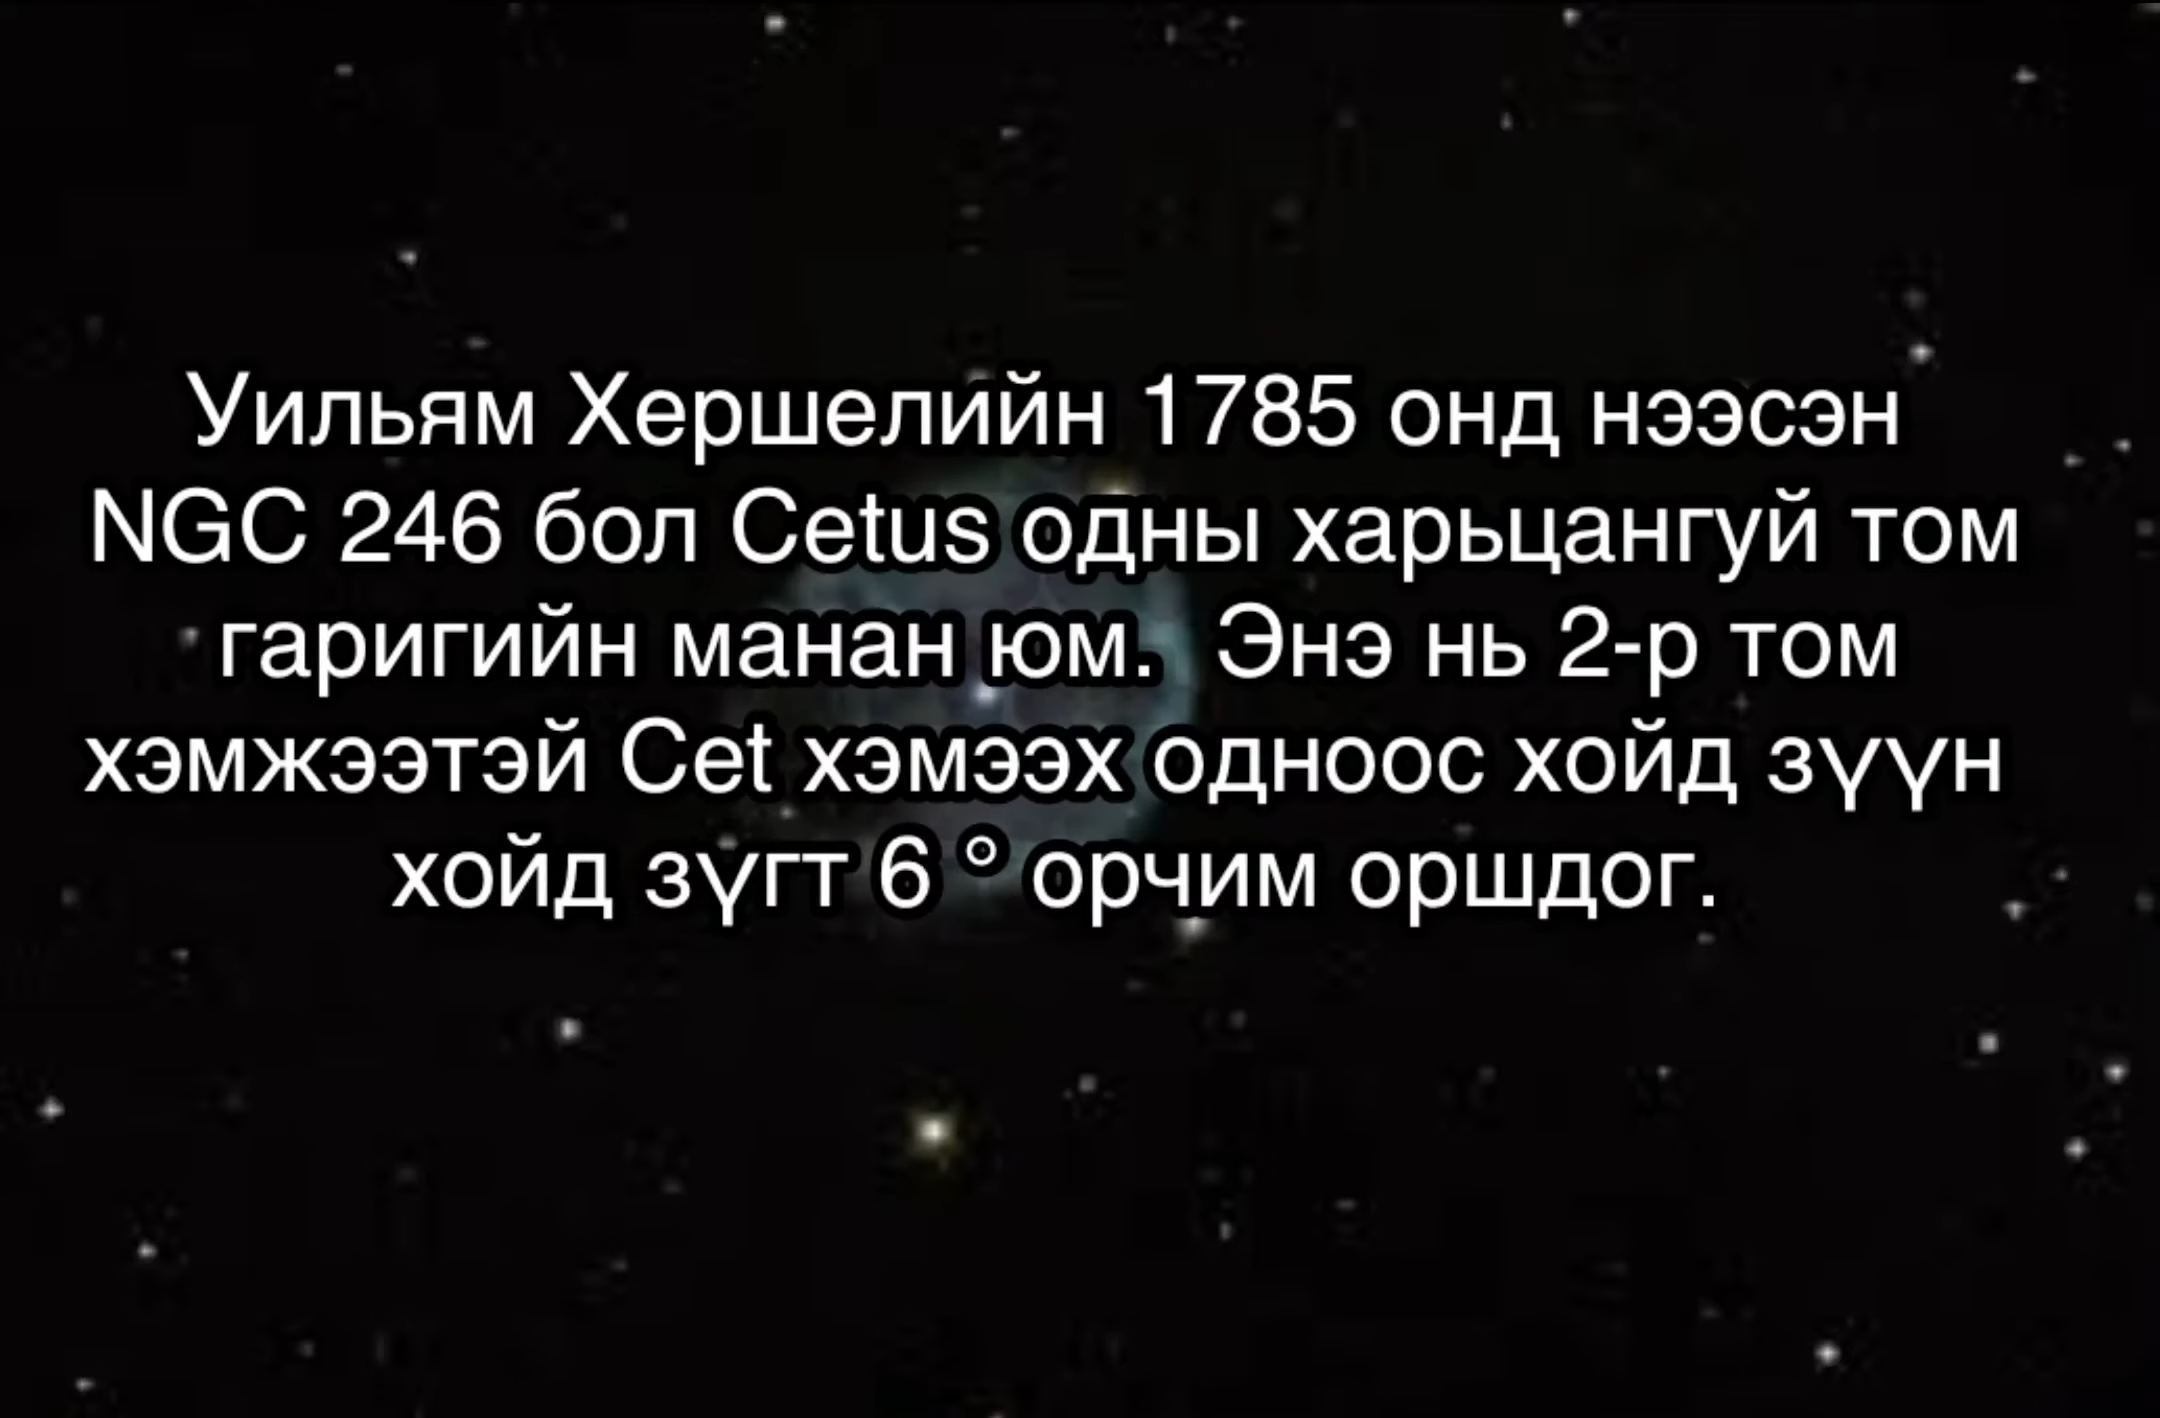 Уильям Хершелийн 1785 онд нээсэн
NGC 246 бол Cetus одны харьцангуй том
гаригийн манан юм.  Энэ нь 2-р том
хэмжээтэй Cet хэмээх одноос хойд зүүн
хойд зүгт 6 ° орчим оршдог.